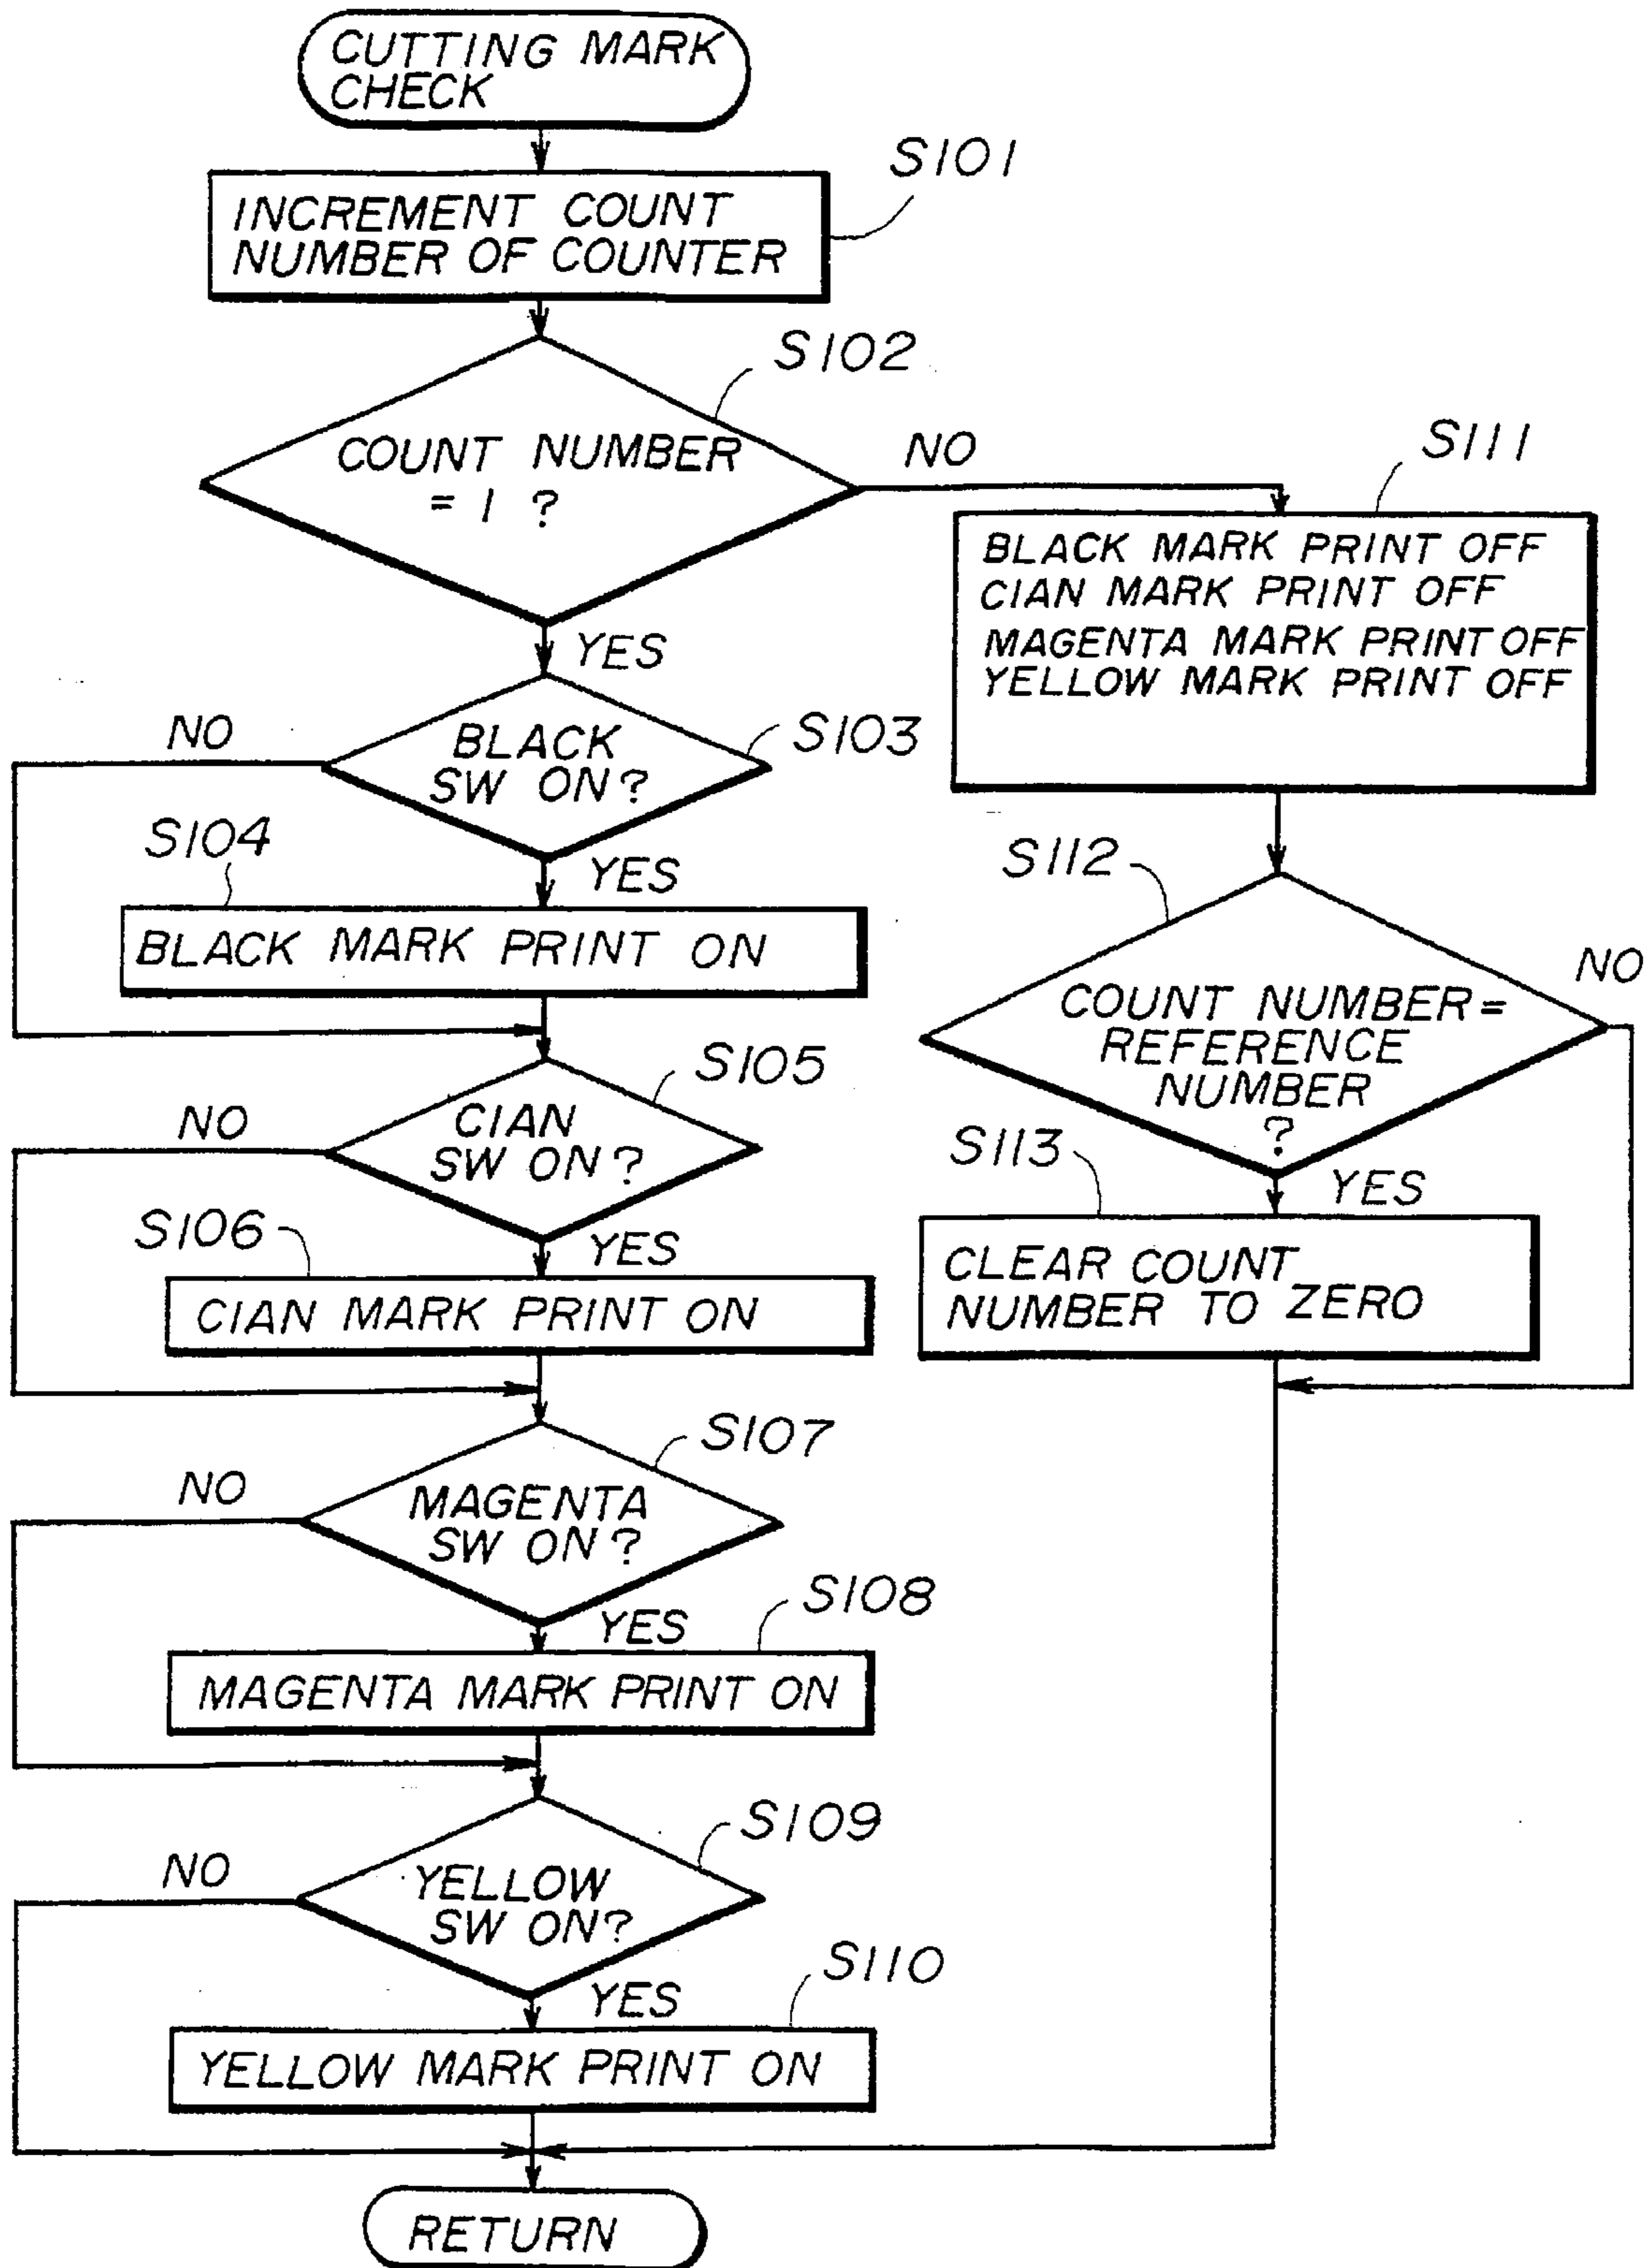 CUTTING MARK
CHECK
S101
INCREMENT COUNT
NUMBER OF COUNTER
S102
COUNT NUMBER
= 1 ?
NO
YES
S111
BLACK MARK PRINT OFF
CIAN MARK PRINT OFF
MAGENTA MARK PRINT OFF
YELLOW MARK PRINT OFF
S103
BLACK
SW ON?
NO
YES
S104
BLACK MARK PRINT ON
S112
COUNT NUMBER =
REFERENCE
NUMBER
?
NO
YES
S105
CIAN
SW ON?
NO
YES
S113
CLEAR COUNT
NUMBER TO ZERO
S106
CIAN MARK PRINT ON
S107
MAGENTA
SW ON?
NO
YES
S108
MAGENTA MARK PRINT ON
S109
YELLOW
SW ON?
NO
YES
S110
YELLOW MARK PRINT ON
RETURN